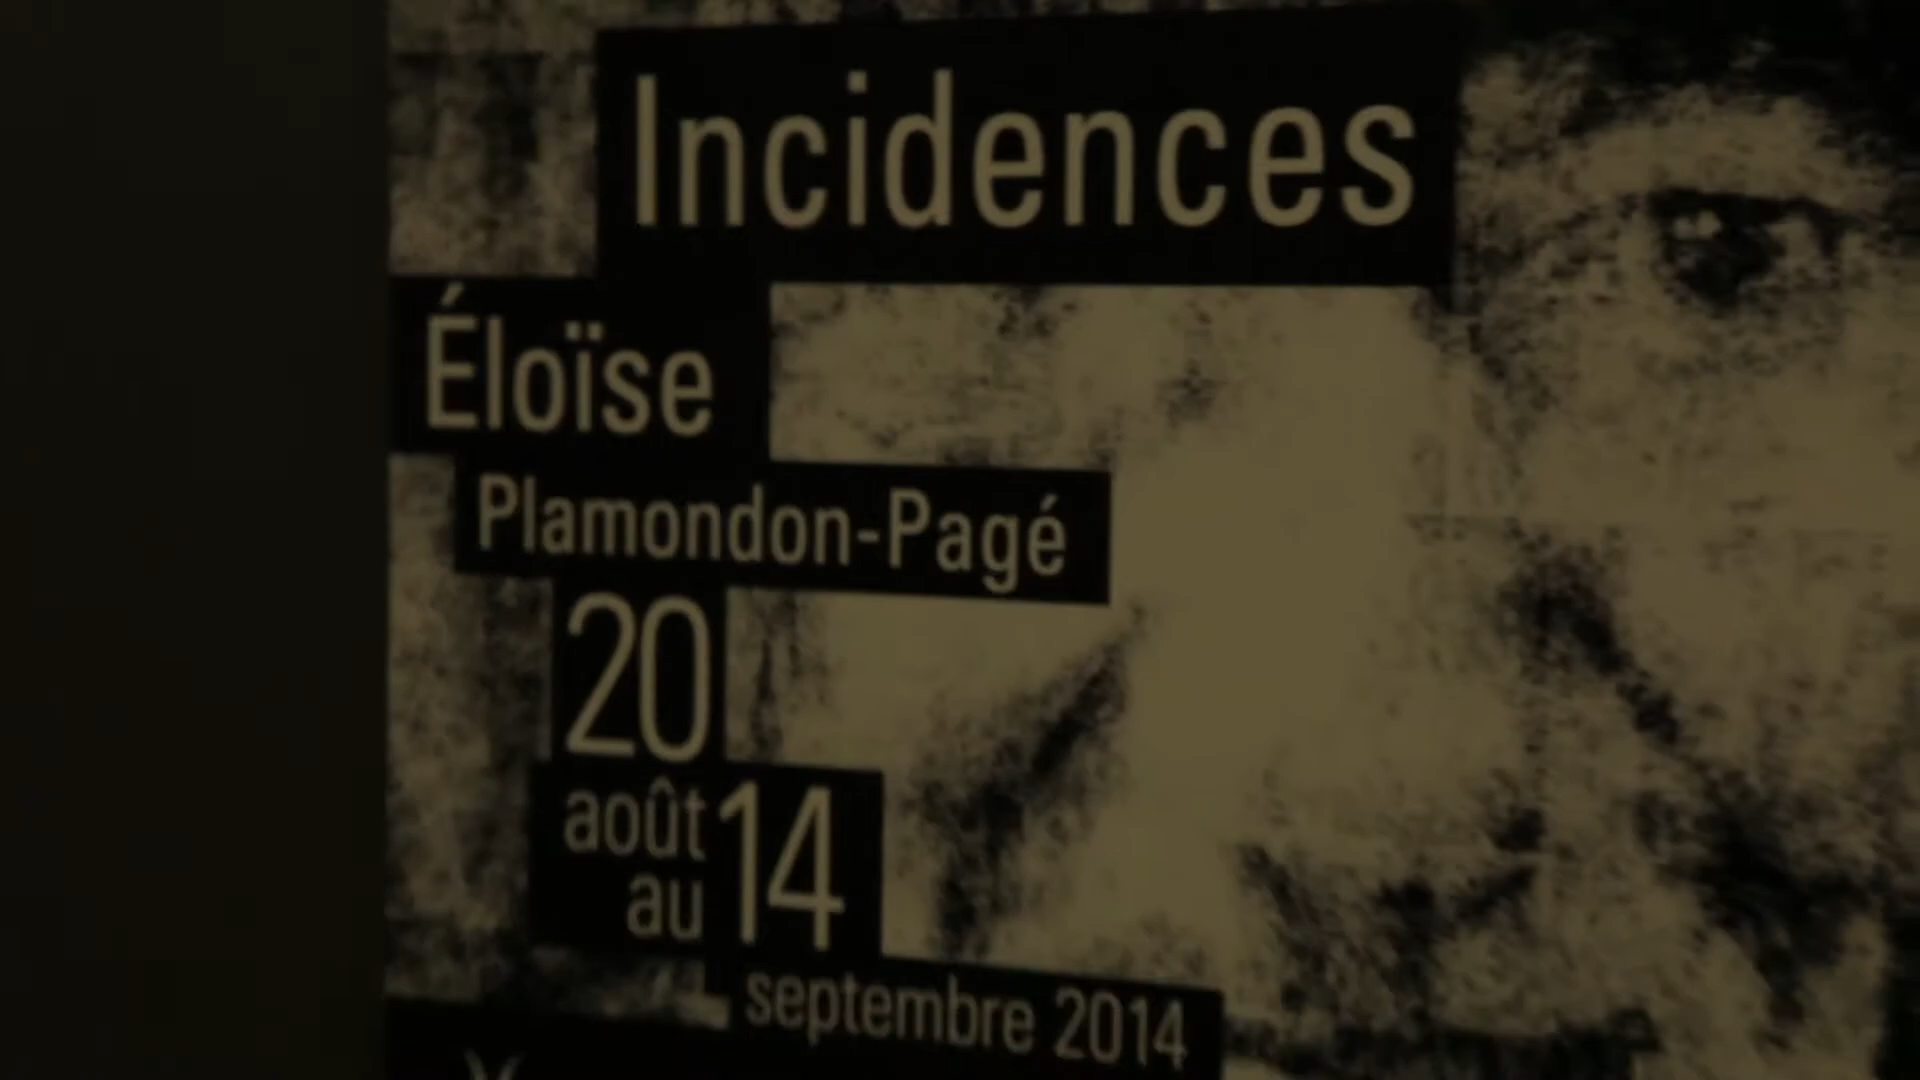 Incidences
Éloïse
Plamondon-Pagé
20
août
au 14
septembre 2014